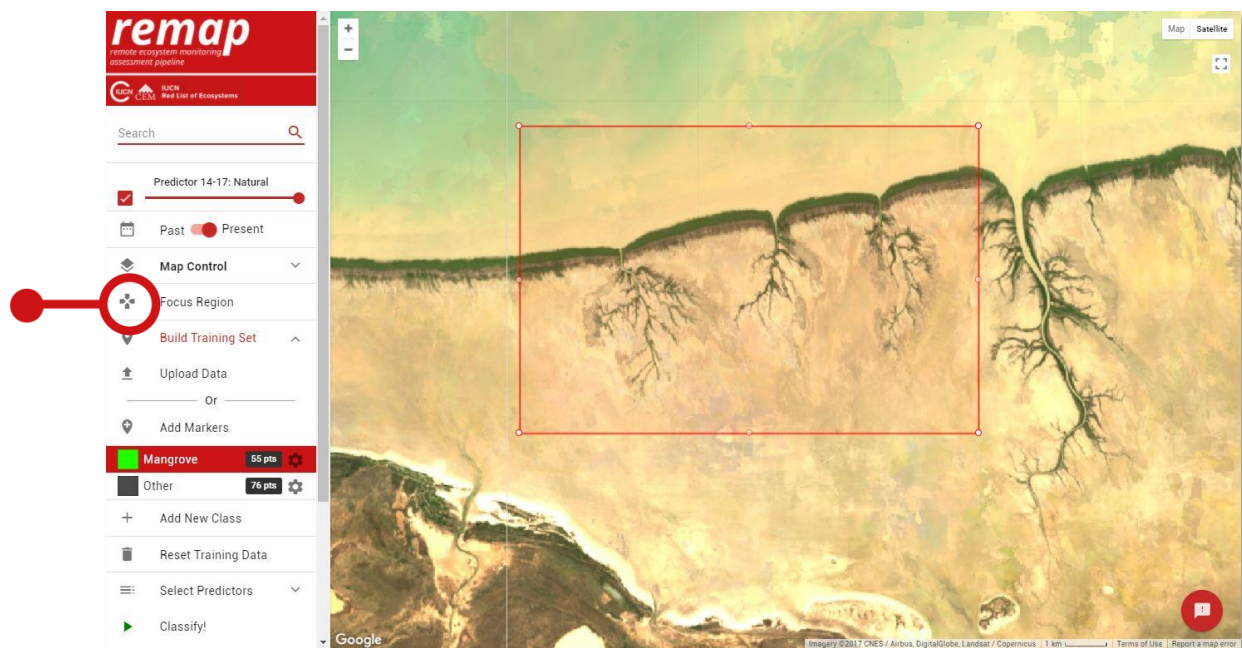 remap
remote ecosystem monitoring
assessment pipeline
IUCN CEM IUCN
Red List of Ecosystems
Search
Predictor 14-17: Natural
Past Present
Map Control
Focus Region
Build Training Set
Upload Data
Or
Add Markers
Mangrove 55 pts
Other 76 pts
+ Add New Class
Reset Training Data
Select Predictors
Classify!
+
−
Map Satellite
Google
Imagery ©2017 CNES / Airbus, DigitalGlobe, Landsat / Copernicus 1 km Terms of Use Report a map error